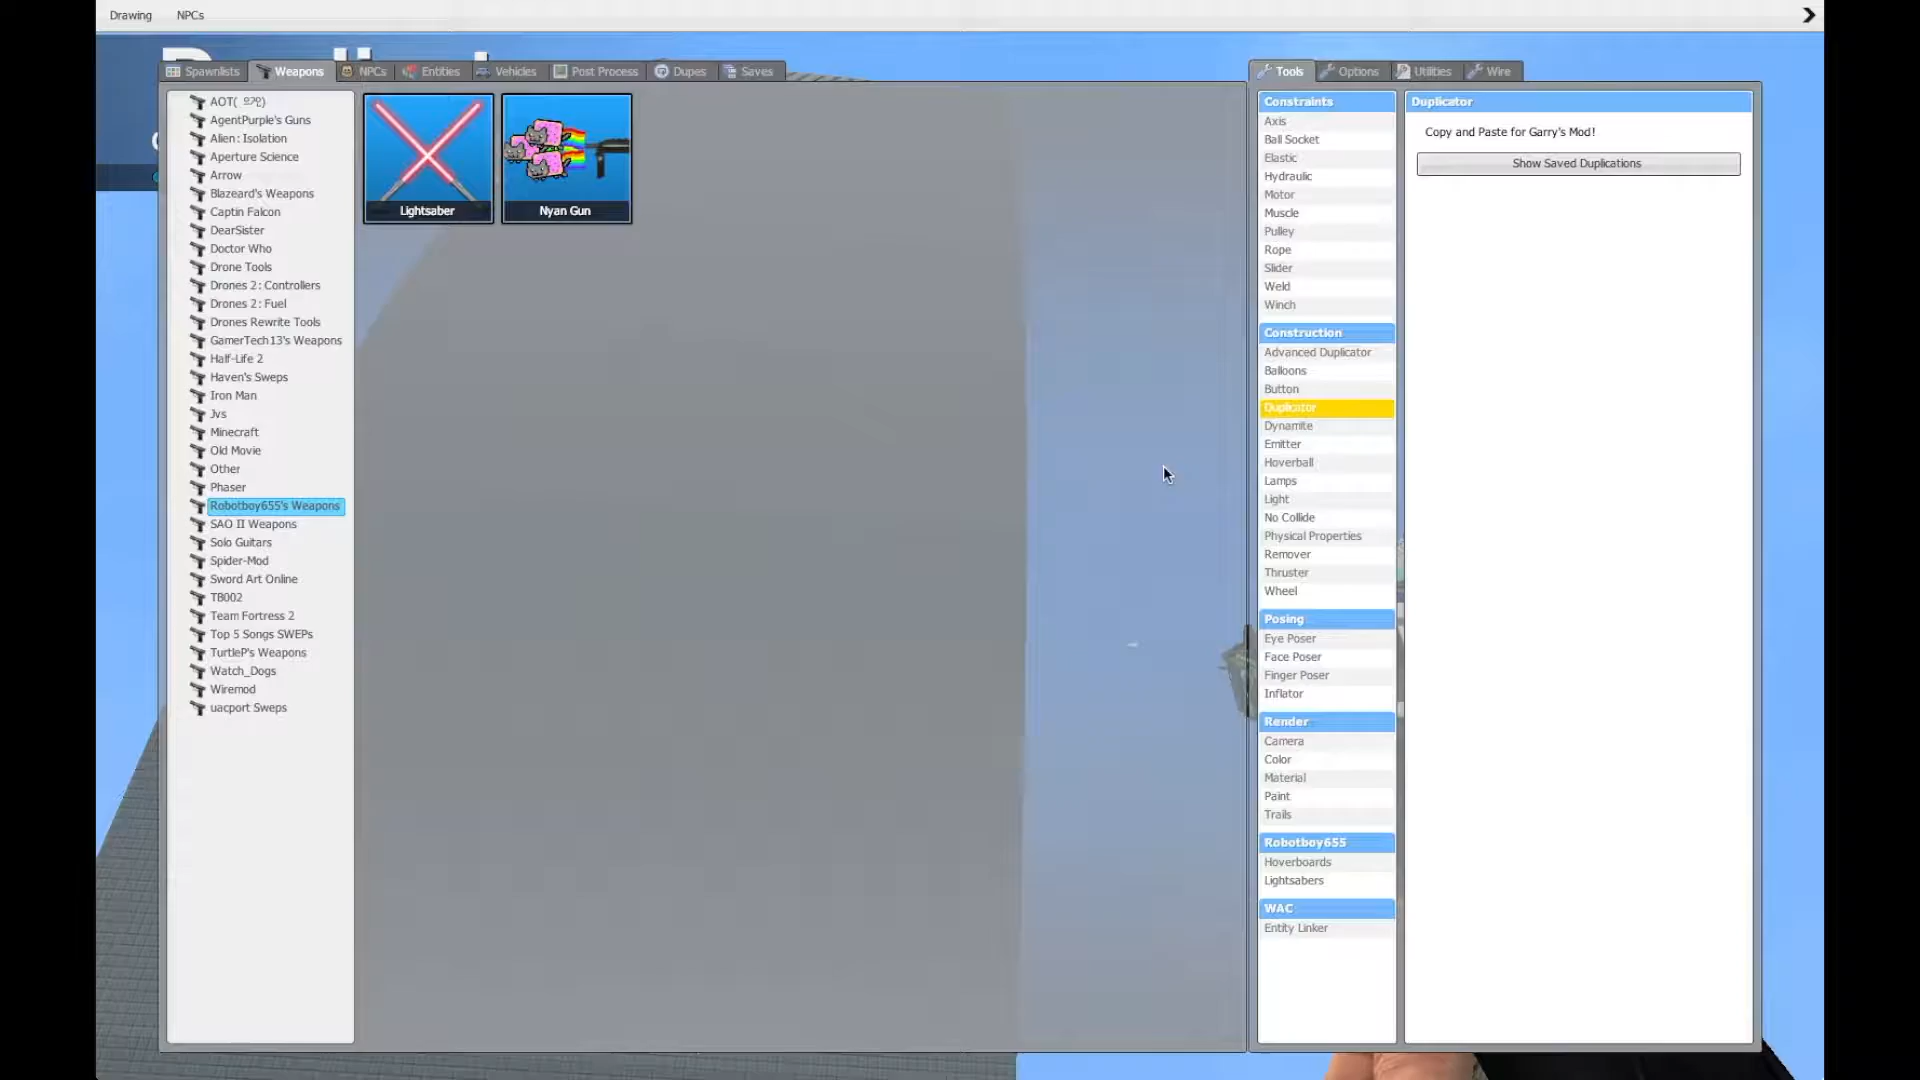 Drawing NPCs
Spawnlists Weapons NPCs Entities Vehicles Post Process Dupes Saves
AOT(
AgentPurple's Guns
Alien: Isolation
Aperture Science
Arrow
Blazeard's Weapons
Captin Falcon
DearSister
Doctor Who
Drone Tools
Drones 2: Controllers
Drones 2: Fuel
Drones Rewrite Tools
GamerTech13's Weapons
Half-Life 2
Haven's Sweps
Iron Man
Jvs
Minecraft
Old Movie
Other
Phaser
Robotboy655's Weapons
SAO II Weapons
Solo Guitars
Spider-Mod
Sword Art Online
TB002
Team Fortress 2
Top 5 Songs SWEPs
TurtleP's Weapons
Watch_Dogs
Wiremod
uacport Sweps
Lightsaber
Nyan Gun
Tools Options Utilities Wire
Constraints
Axis
Ball Socket
Elastic
Hydraulic
Motor
Muscle
Pulley
Rope
Slider
Weld
Winch
Construction
Advanced Duplicator
Balloons
Button
Duplicator
Dynamite
Emitter
Hoverball
Lamps
Light
No Collide
Physical Properties
Remover
Thruster
Wheel
Posing
Eye Poser
Face Poser
Finger Poser
Inflator
Render
Camera
Color
Material
Paint
Trails
Robotboy655
Hoverboards
Lightsabers
WAC
Entity Linker
Duplicator
Copy and Paste for Garry's Mod!
Show Saved Duplications